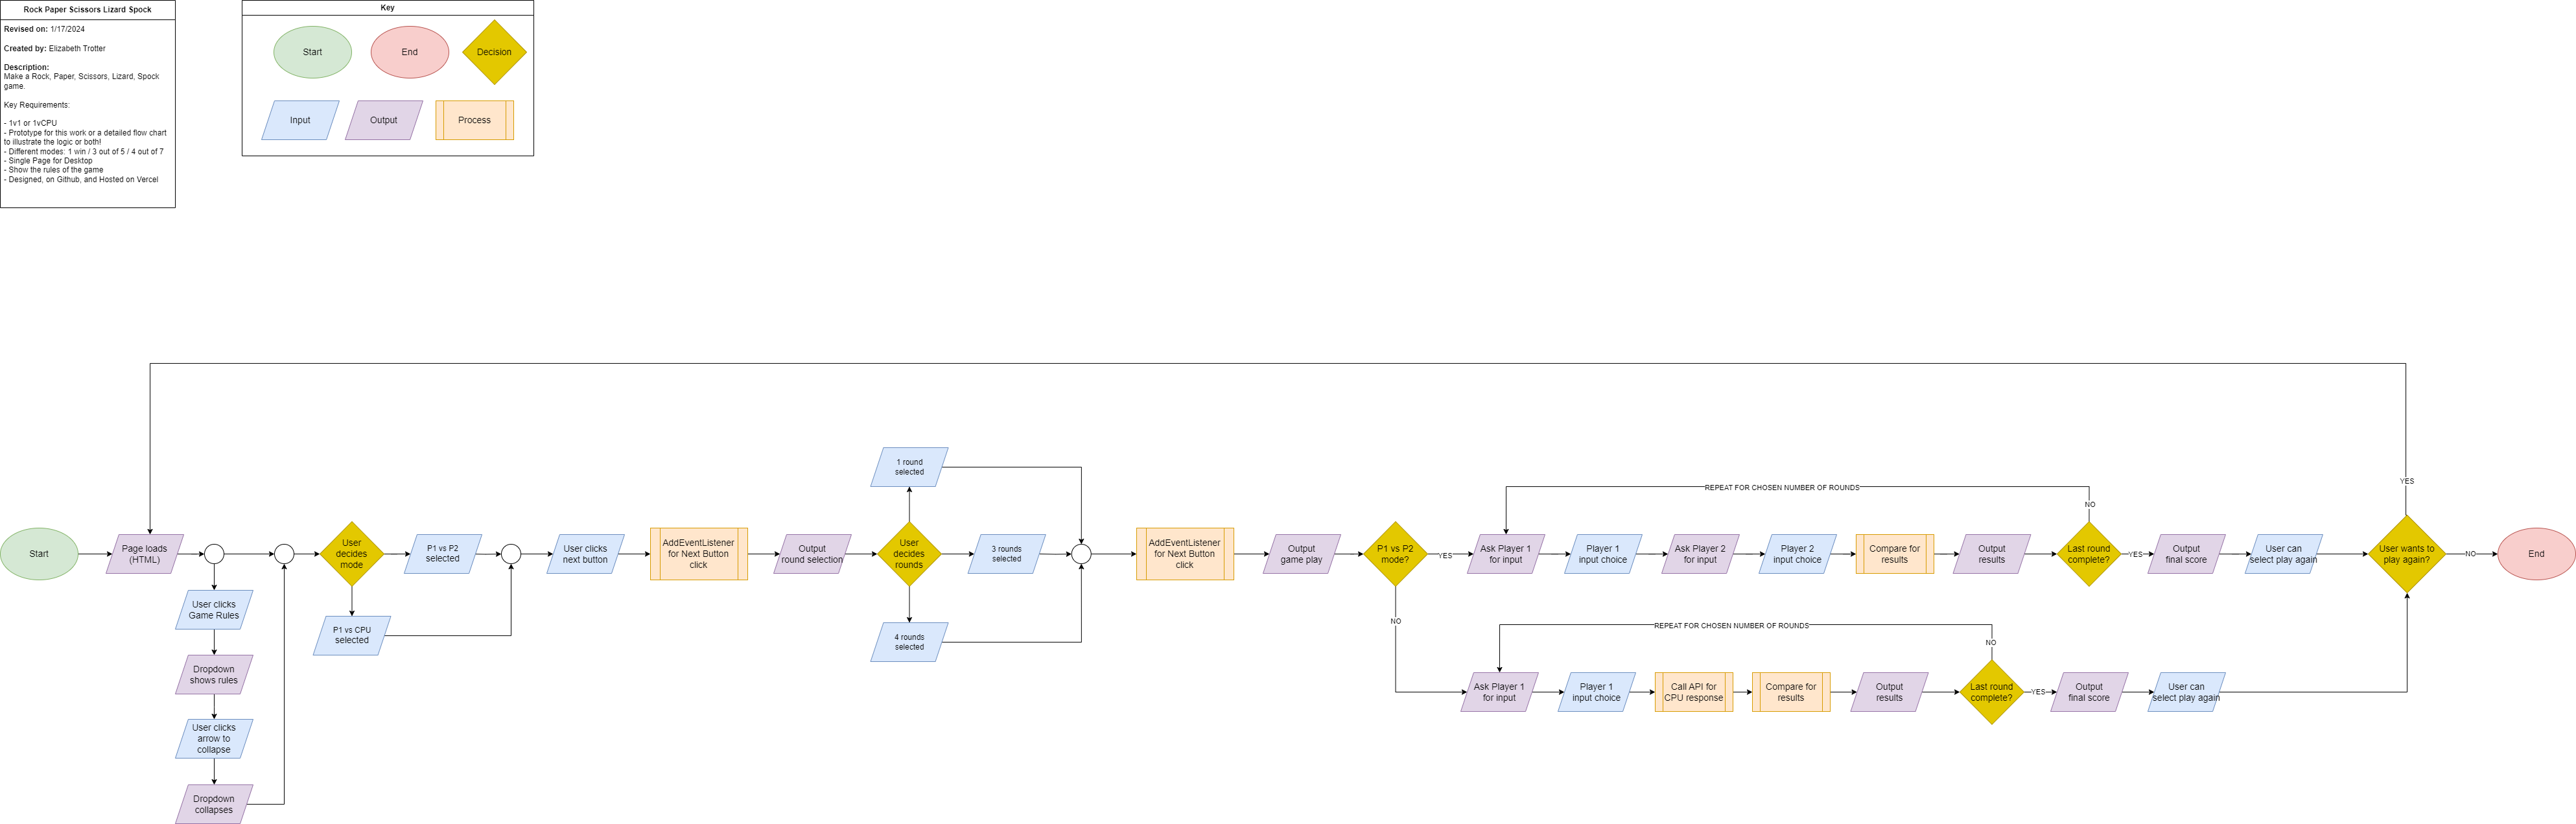 Rock Paper Scissors Lizard Spock
Revised on: 1/17/2024
Created by: Elizabeth Trotter
Description:
Make a Rock, Paper, Scissors, Lizard, Spock
game.
Key Requirements:
- 1v1 or 1vCPU
- Prototype for this work or a detailed flow chart
to illustrate the logic or both!
- Different modes: 1 win / 3 out of 5 / 4 out of 7
- Single Page for Desktop
- Show the rules of the game
- Designed, on Github, and Hosted on Vercel
Key
Start
End
Decision
Input
Output
Process
Start
Page loads
(HTML)
User clicks
Game Rules
Dropdown
shows rules
User clicks
arrow to
collapse
Dropdown
collapses
User
decides
mode
P1 vs P2
selected
P1 vs CPU
selected
User clicks
next button
AddEventListener
for Next Button
click
Output
round selection
User
decides
rounds
1 round
selected
3 rounds
selected
4 rounds
selected
AddEventListener
for Next Button
click
Output
game play
P1 vs P2
mode?
YES
REPEAT FOR CHOSEN NUMBER OF ROUNDS
Ask Player 1
for input
Player 1
input choice
Ask Player 2
for input
Player 2
input choice
Compare for
results
Output
results
Last round
complete?
NO
YES
Output
final score
User can
select play again
NO
REPEAT FOR CHOSEN NUMBER OF ROUNDS
Ask Player 1
for input
Player 1
input choice
Call API for
CPU response
Compare for
results
Output
results
Last round
complete?
NO
YES
Output
final score
User can
select play again
User wants to
play again?
YES
NO
End